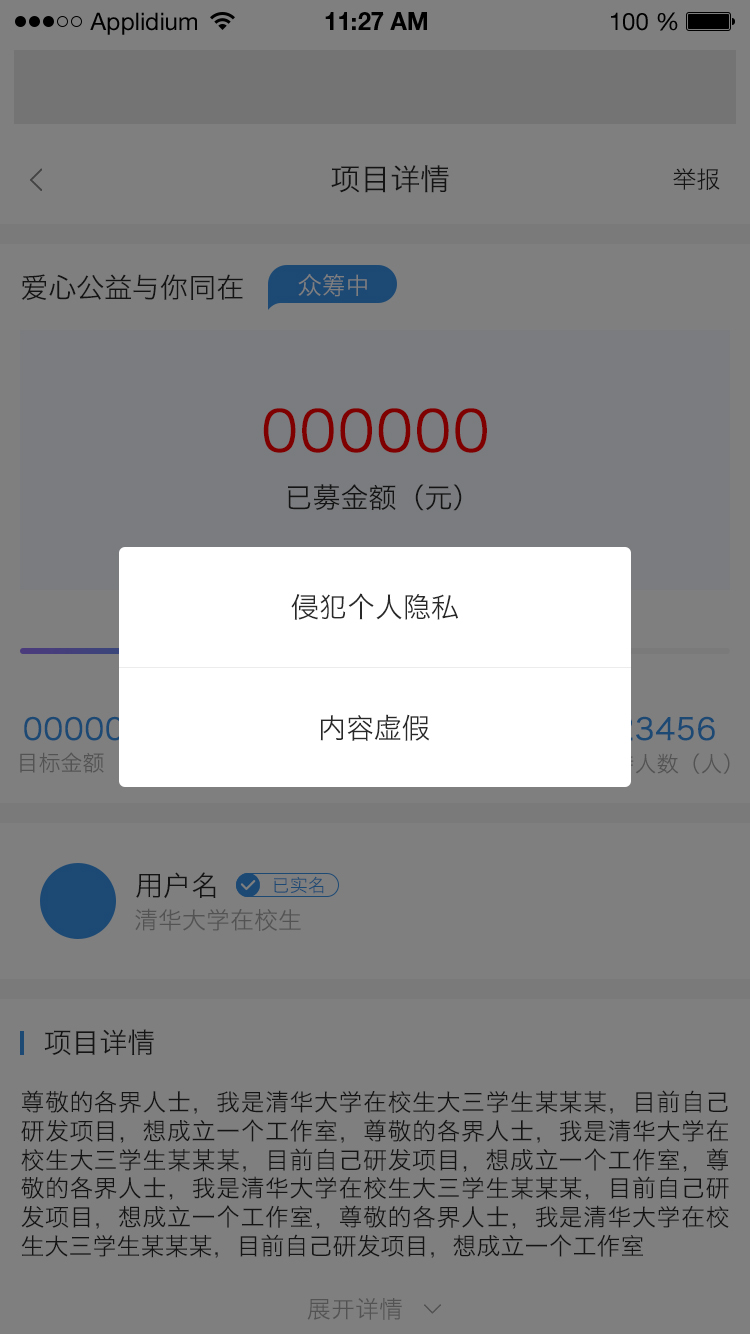 Applidium 11:27 AM 100 %
项目详情 举报
爱心公益与你同在 众筹中
000000
已募金额（元）
侵犯个人隐私
内容虚假
0000 3456
目标金额 人数（人）
用户名 已实名
清华大学在校生
项目详情
尊敬的各界人士，我是清华大学在校生大三学生某某某，目前自己
研发项目，想成立一个工作室，尊敬的各界人士，我是清华大学在
校生大三学生某某某，目前自己研发项目，想成立一个工作室，尊
敬的各界人士，我是清华大学在校生大三学生某某某，目前自己研
发项目，想成立一个工作室，尊敬的各界人士，我是清华大学在校
生大三学生某某某，目前自己研发项目，想成立一个工作室
展开详情